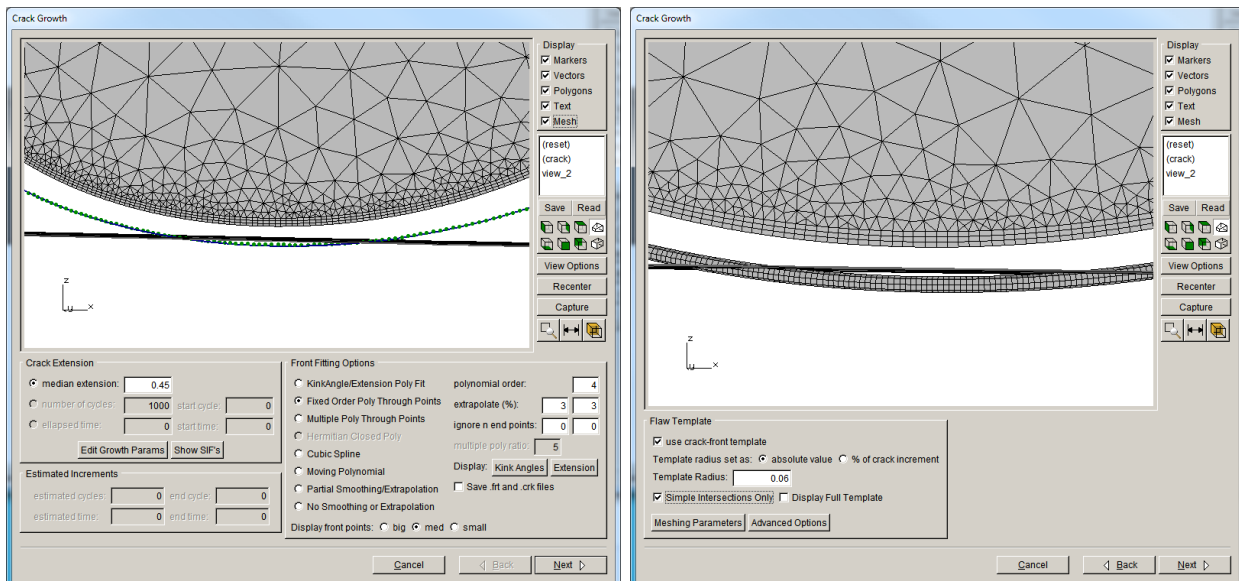 Crack Growth
Display
Markers
Vectors
Polygons
Text
Mesh
(reset)
(crack)
view_2
Save Read
View Options
Recenter
Capture
z
x
Crack Extension
median extension: 0.45
number of cycles: 1000 start cycle: 0
ellapsed time: 0 start time: 0
Edit Growth Params Show SIF's
Estimated Increments
estimated cycles: 0 end cycle: 0
estimated time: 0 end time: 0
Front Fitting Options
KinkAngle/Extension Poly Fit
Fixed Order Poly Through Points
Multiple Poly Through Points
Hermitian Closed Poly
Cubic Spline
Moving Polynomial
Partial Smoothing/Extrapolation
No Smoothing or Extrapolation
polynomial order: 4
extrapolate (%): 3 3
ignore n end points: 0 0
multiple poly ratio: 5
Display: Kink Angles Extension
Save .frt and .crk files
Display front points: big med small
Cancel Back Next
Crack Growth
Display
Markers
Vectors
Polygons
Text
Mesh
(reset)
(crack)
view_2
Save Read
View Options
Recenter
Capture
z
x
Flaw Template
use crack-front template
Template radius set as: absolute value % of crack increment
Template Radius: 0.06
Simple Intersections Only Display Full Template
Meshing Parameters Advanced Options
Cancel Back Next